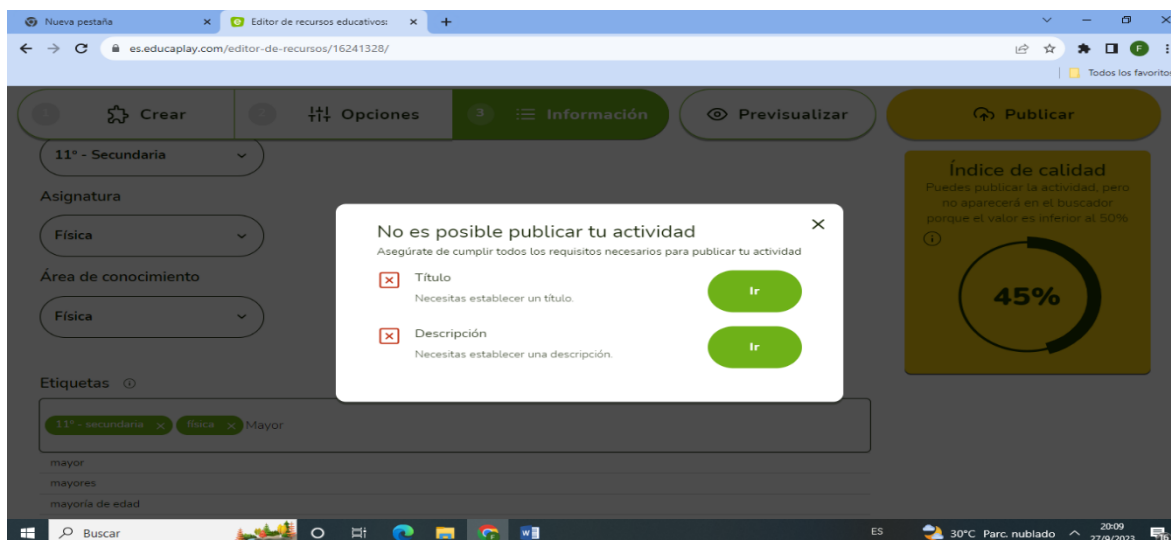 Nueva pestaña
Editor de recursos educativos:
es.educaplay.com/editor-de-recursos/16241328/
F
Todos los favoritos
1 Crear
2 Opciones
3 Información
Previsualizar
Publicar
11º - Secundaria
Asignatura
Física
Área de conocimiento
Física
Etiquetas
11º - secundaria
física
Mayor
mayor
mayores
mayoría de edad
Índice de calidad
Puedes publicar la actividad, pero
no aparecerá en el buscador
porque el valor es inferior al 50%
45%
No es posible publicar tu actividad
Asegúrate de cumplir todos los requisitos necesarios para publicar tu actividad
Título
Necesitas establecer un título.
Ir
Descripción
Necesitas establecer una descripción.
Ir
Buscar
ES
30°C Parc. nublado
20:09
27/9/2023
16